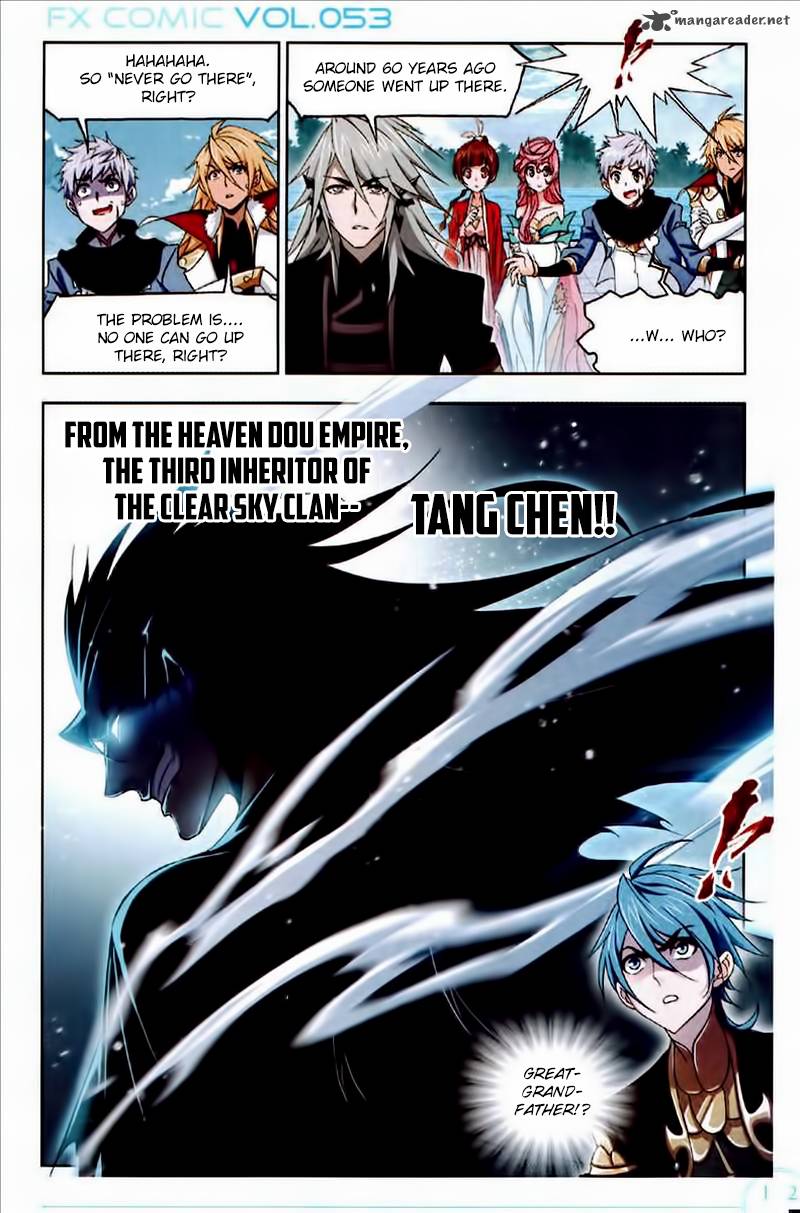 FX COMIC VOL.053
mangareader.net
HAHAHAHA.
SO "NEVER GO THERE",
RIGHT?
THE PROBLEM IS....
NO ONE CAN GO UP
THERE, RIGHT?
AROUND 60 YEARS AGO
SOMEONE WENT UP THERE.
!
...W... WHO?
FROM THE HEAVEN DOU EMPIRE,
THE THIRD INHERITOR OF
THE CLEAR SKY CLAN--
TANG CHEN!!
!
GREAT-
GRAND-
FATHER!?
12